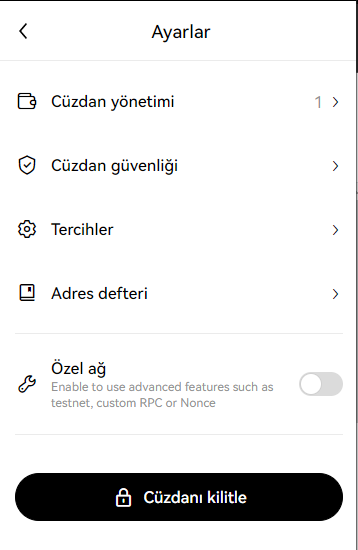 Ayarlar
Cüzdan yönetimi 1
Cüzdan güvenliği
Tercihler
Adres defteri
Özel ağ
Enable to use advanced features such as
testnet, custom RPC or Nonce
Cüzdanı kilitle